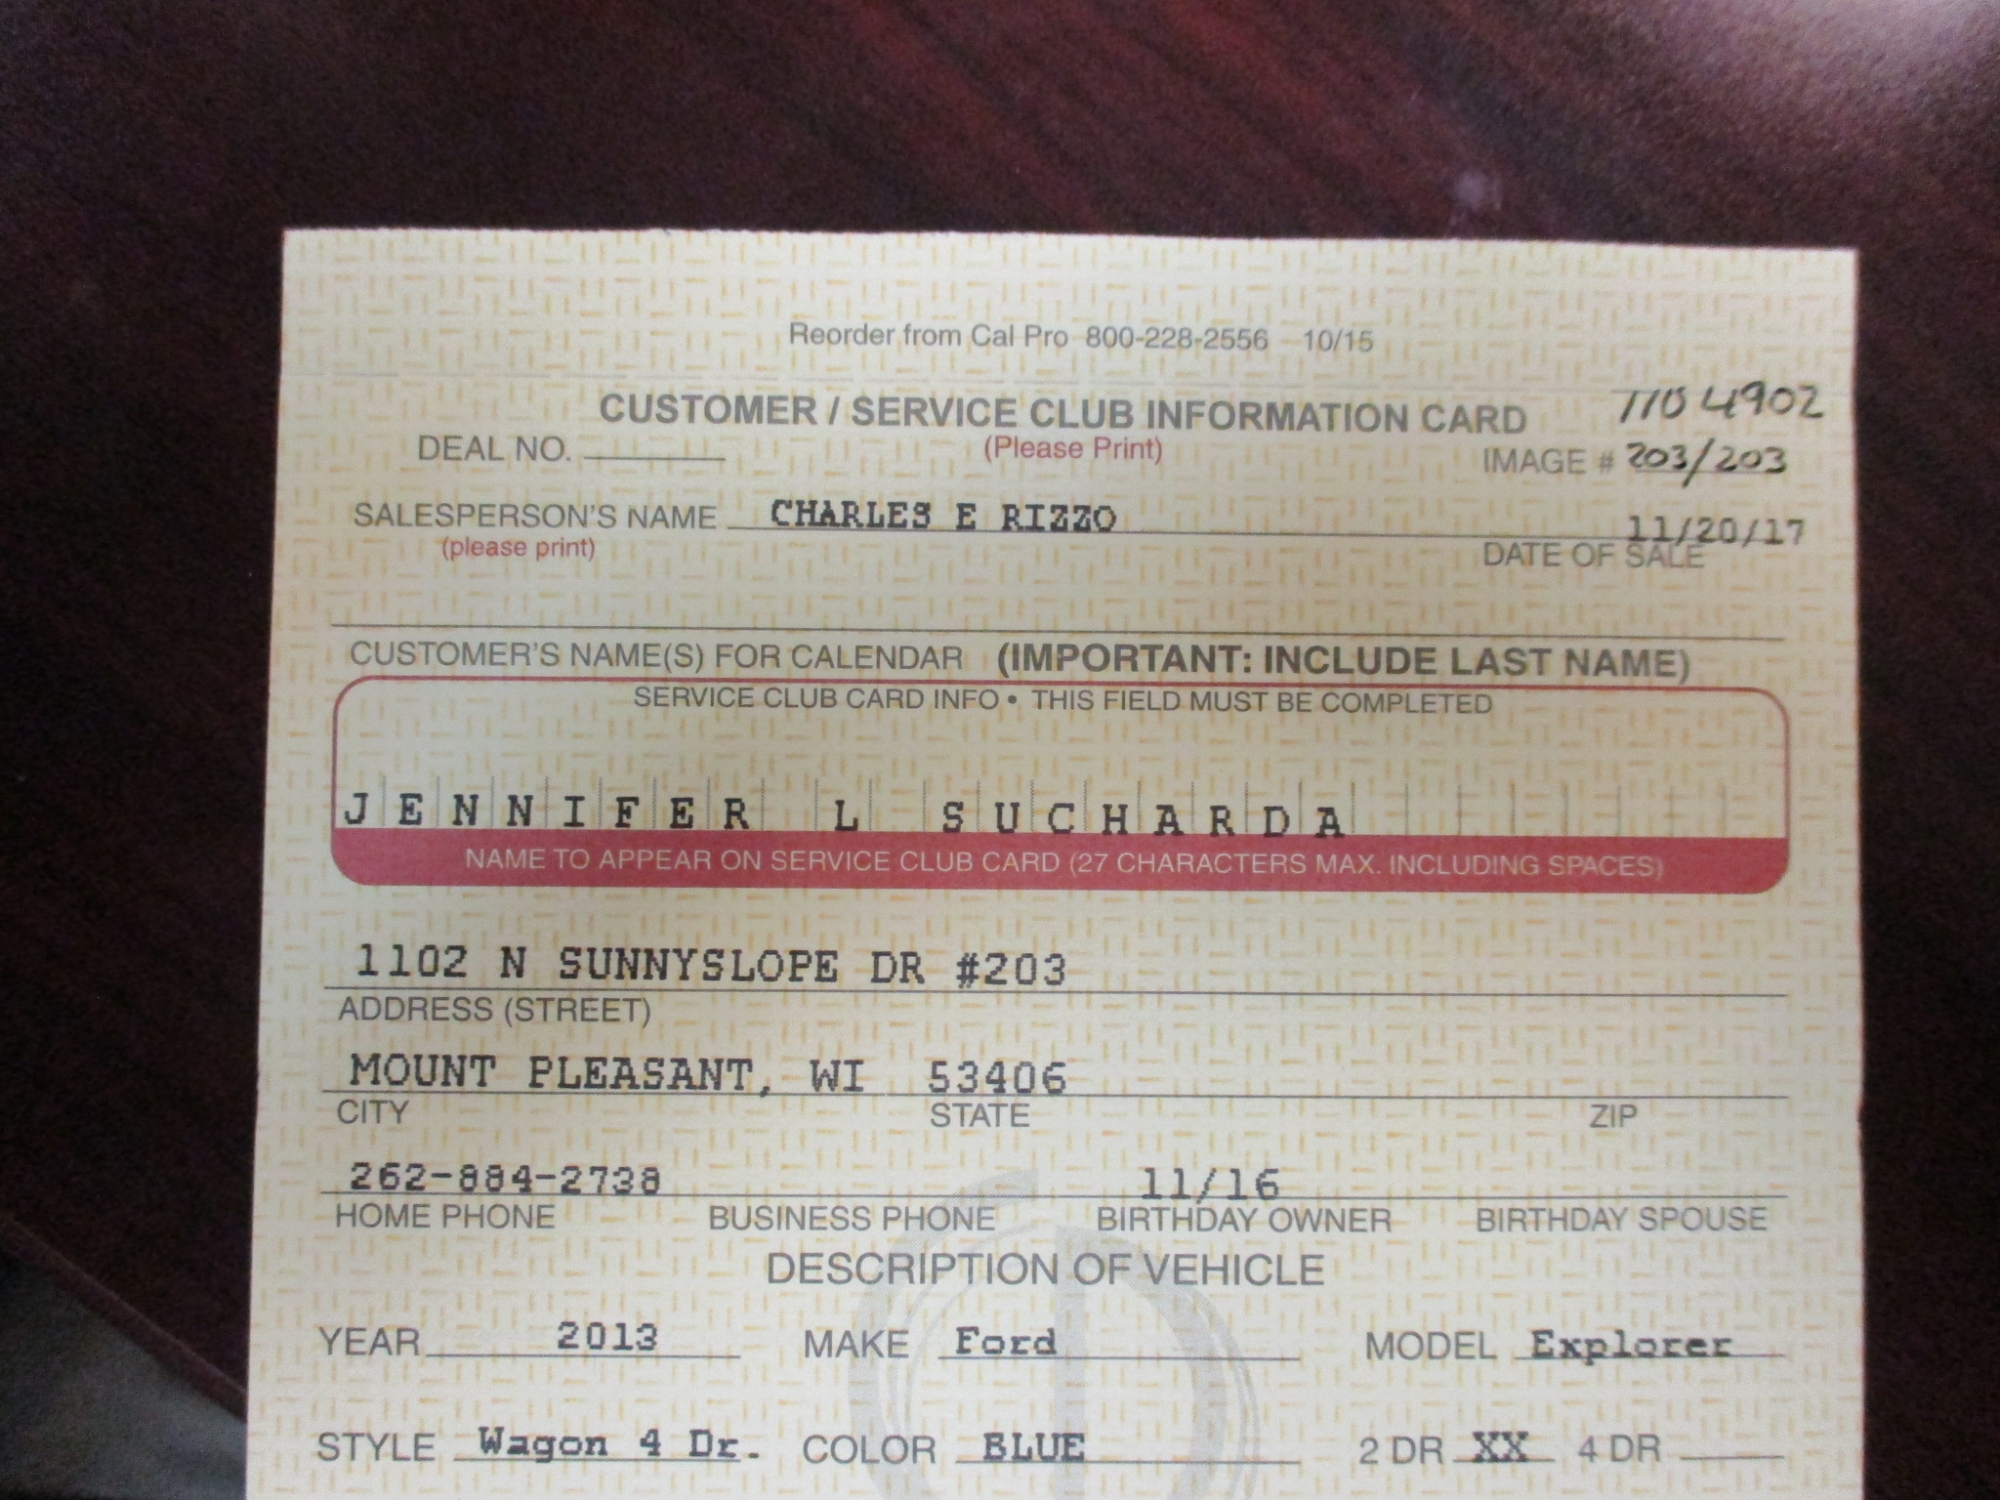 Reorder from Cal Pro 800-228-2556 10/15
CUSTOMER / SERVICE CLUB INFORMATION CARD 4902
DEAL NO. (Please Print) IMAGE # 203/203
SALESPERSON'S NAME CHARLES E RIZZO 11/20/17
(please print) DATE OF SALE
CUSTOMER'S NAME(S) FOR CALENDAR (IMPORTANT: INCLUDE LAST NAME)
SERVICE CLUB CARD INFO • THIS FIELD MUST BE COMPLETED
JENNIFER L SUCHARDA
NAME TO APPEAR ON SERVICE CLUB CARD (27 CHARACTERS MAX. INCLUDING SPACES)
1102 N SUNNYSLOPE DR #203
ADDRESS (STREET)
MOUNT PLEASANT, WI 53406
CITY STATE ZIP
262-884-2738 11/16
HOME PHONE BUSINESS PHONE BIRTHDAY OWNER BIRTHDAY SPOUSE
DESCRIPTION OF VEHICLE
YEAR 2013 MAKE Ford MODEL Explorer
STYLE Wagon 4 Dr. COLOR BLUE 2 DR XX 4 DR